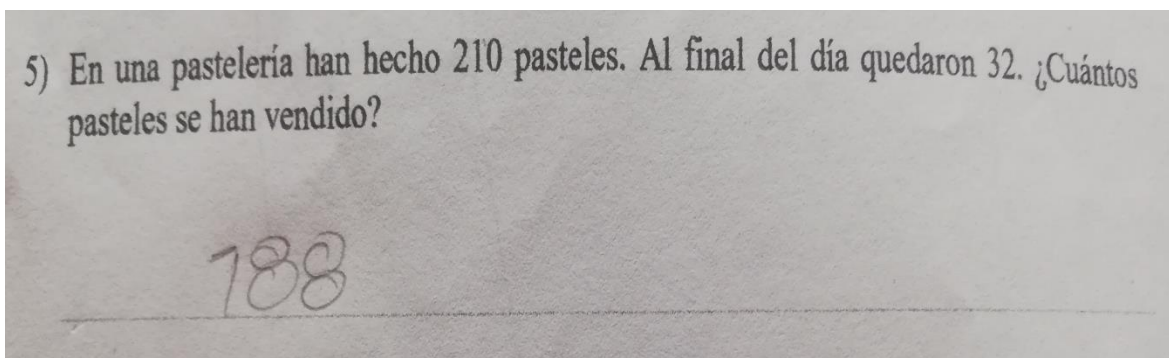 5) En una pastelería han hecho 210 pasteles. Al final del día quedaron 32. ¿Cuántos
pasteles se han vendido?
188